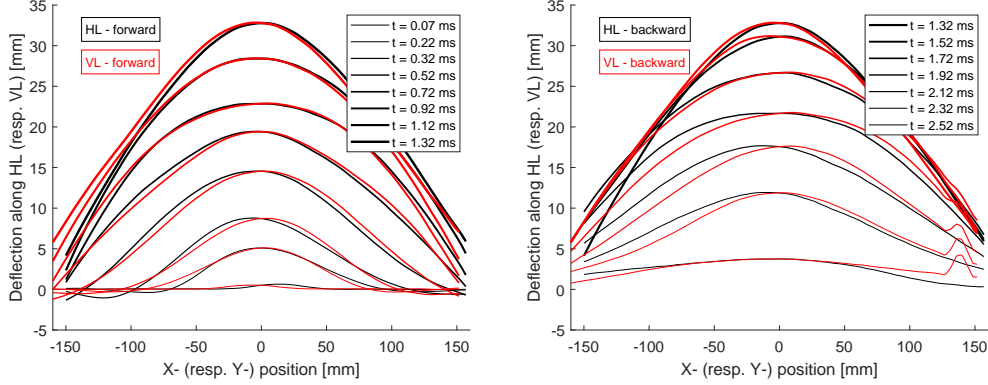 35
30
25
20
15
10
5
0
-5
Deflection along HL (resp. VL) [mm]
HL - forward
VL - forward
t = 0.07 ms
t = 0.22 ms
t = 0.32 ms
t = 0.52 ms
t = 0.72 ms
t = 0.92 ms
t = 1.12 ms
t = 1.32 ms
-150
-100
-50
0
50
100
150
X- (resp. Y-) position [mm]
35
30
25
20
15
10
5
0
-5
Deflection along HL (resp. VL) [mm]
HL - backward
VL - backward
t = 1.32 ms
t = 1.52 ms
t = 1.72 ms
t = 1.92 ms
t = 2.12 ms
t = 2.32 ms
t = 2.52 ms
-150
-100
-50
0
50
100
150
X- (resp. Y-) position [mm]